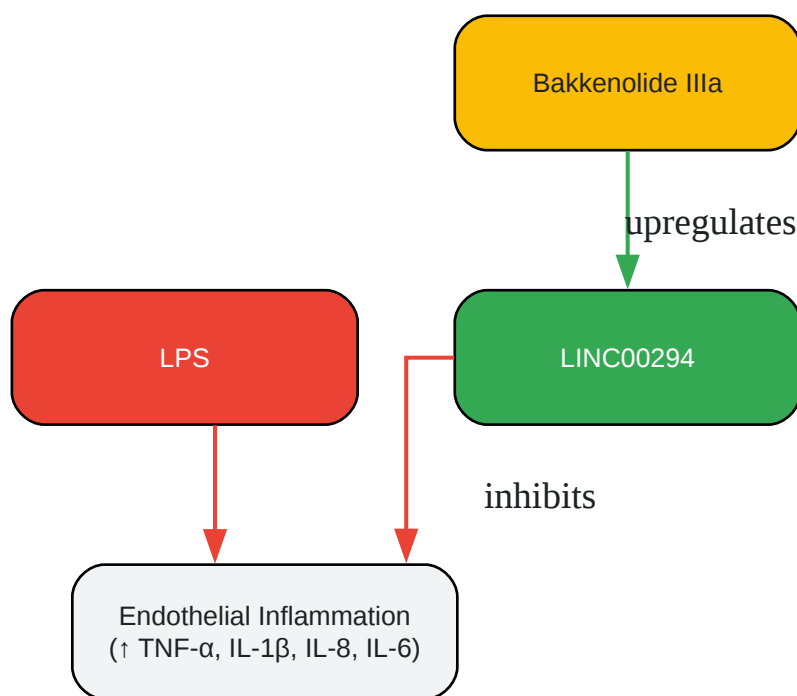 Bakkenolide IIIa
upregulates
LPS
LINC00294
inhibits
Endothelial Inflammation
(↑ TNF-α, IL-1β, IL-8, IL-6)